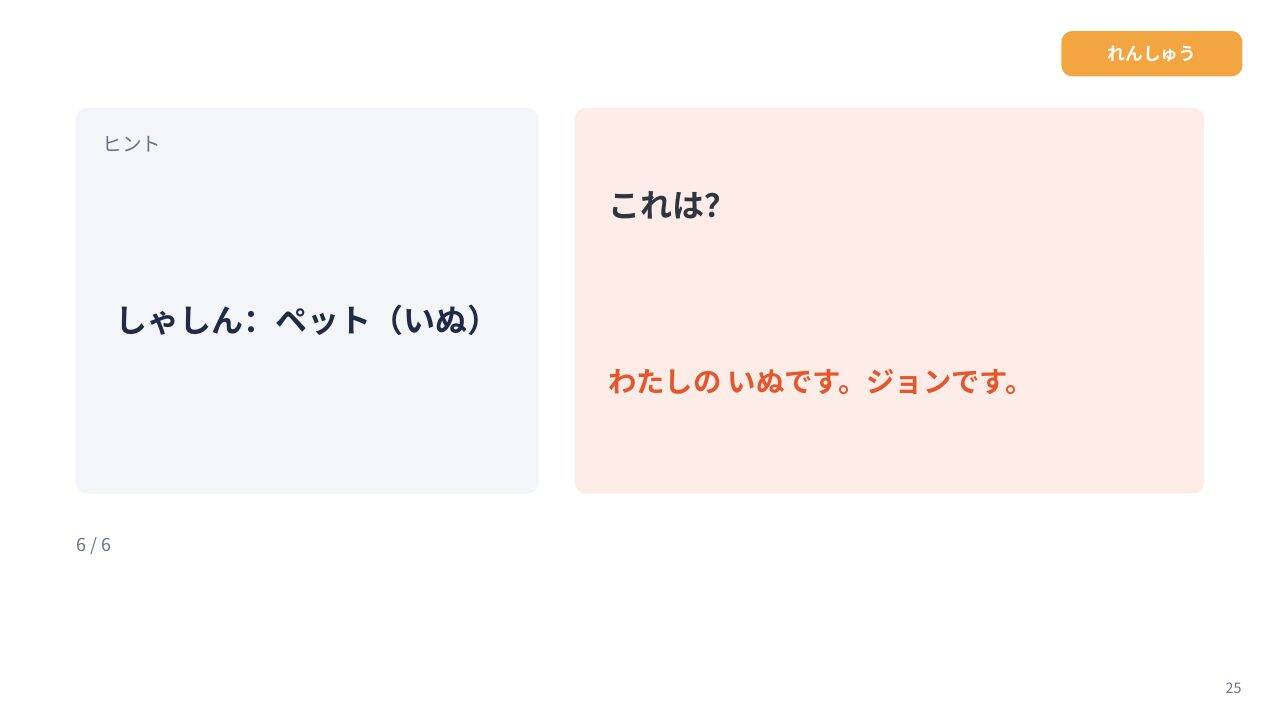 れんしゅう
ヒント
しゃしん：ペット（いぬ）
これは？
わたしの いぬです。ジョンです。
6 / 6
25